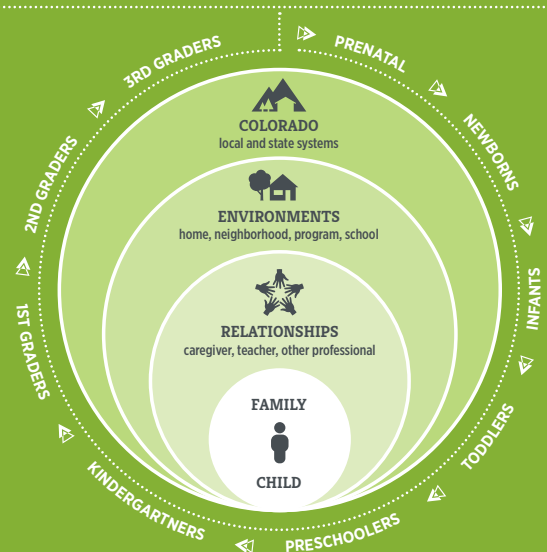 PRENATAL
NEWBORNS
INFANTS
TODDLERS
PRESCHOOLERS
KINDERGARTNERS
1ST GRADERS
2ND GRADERS
3RD GRADERS
COLORADO
local and state systems
ENVIRONMENTS
home, neighborhood, program, school
RELATIONSHIPS
caregiver, teacher, other professional
FAMILY
CHILD